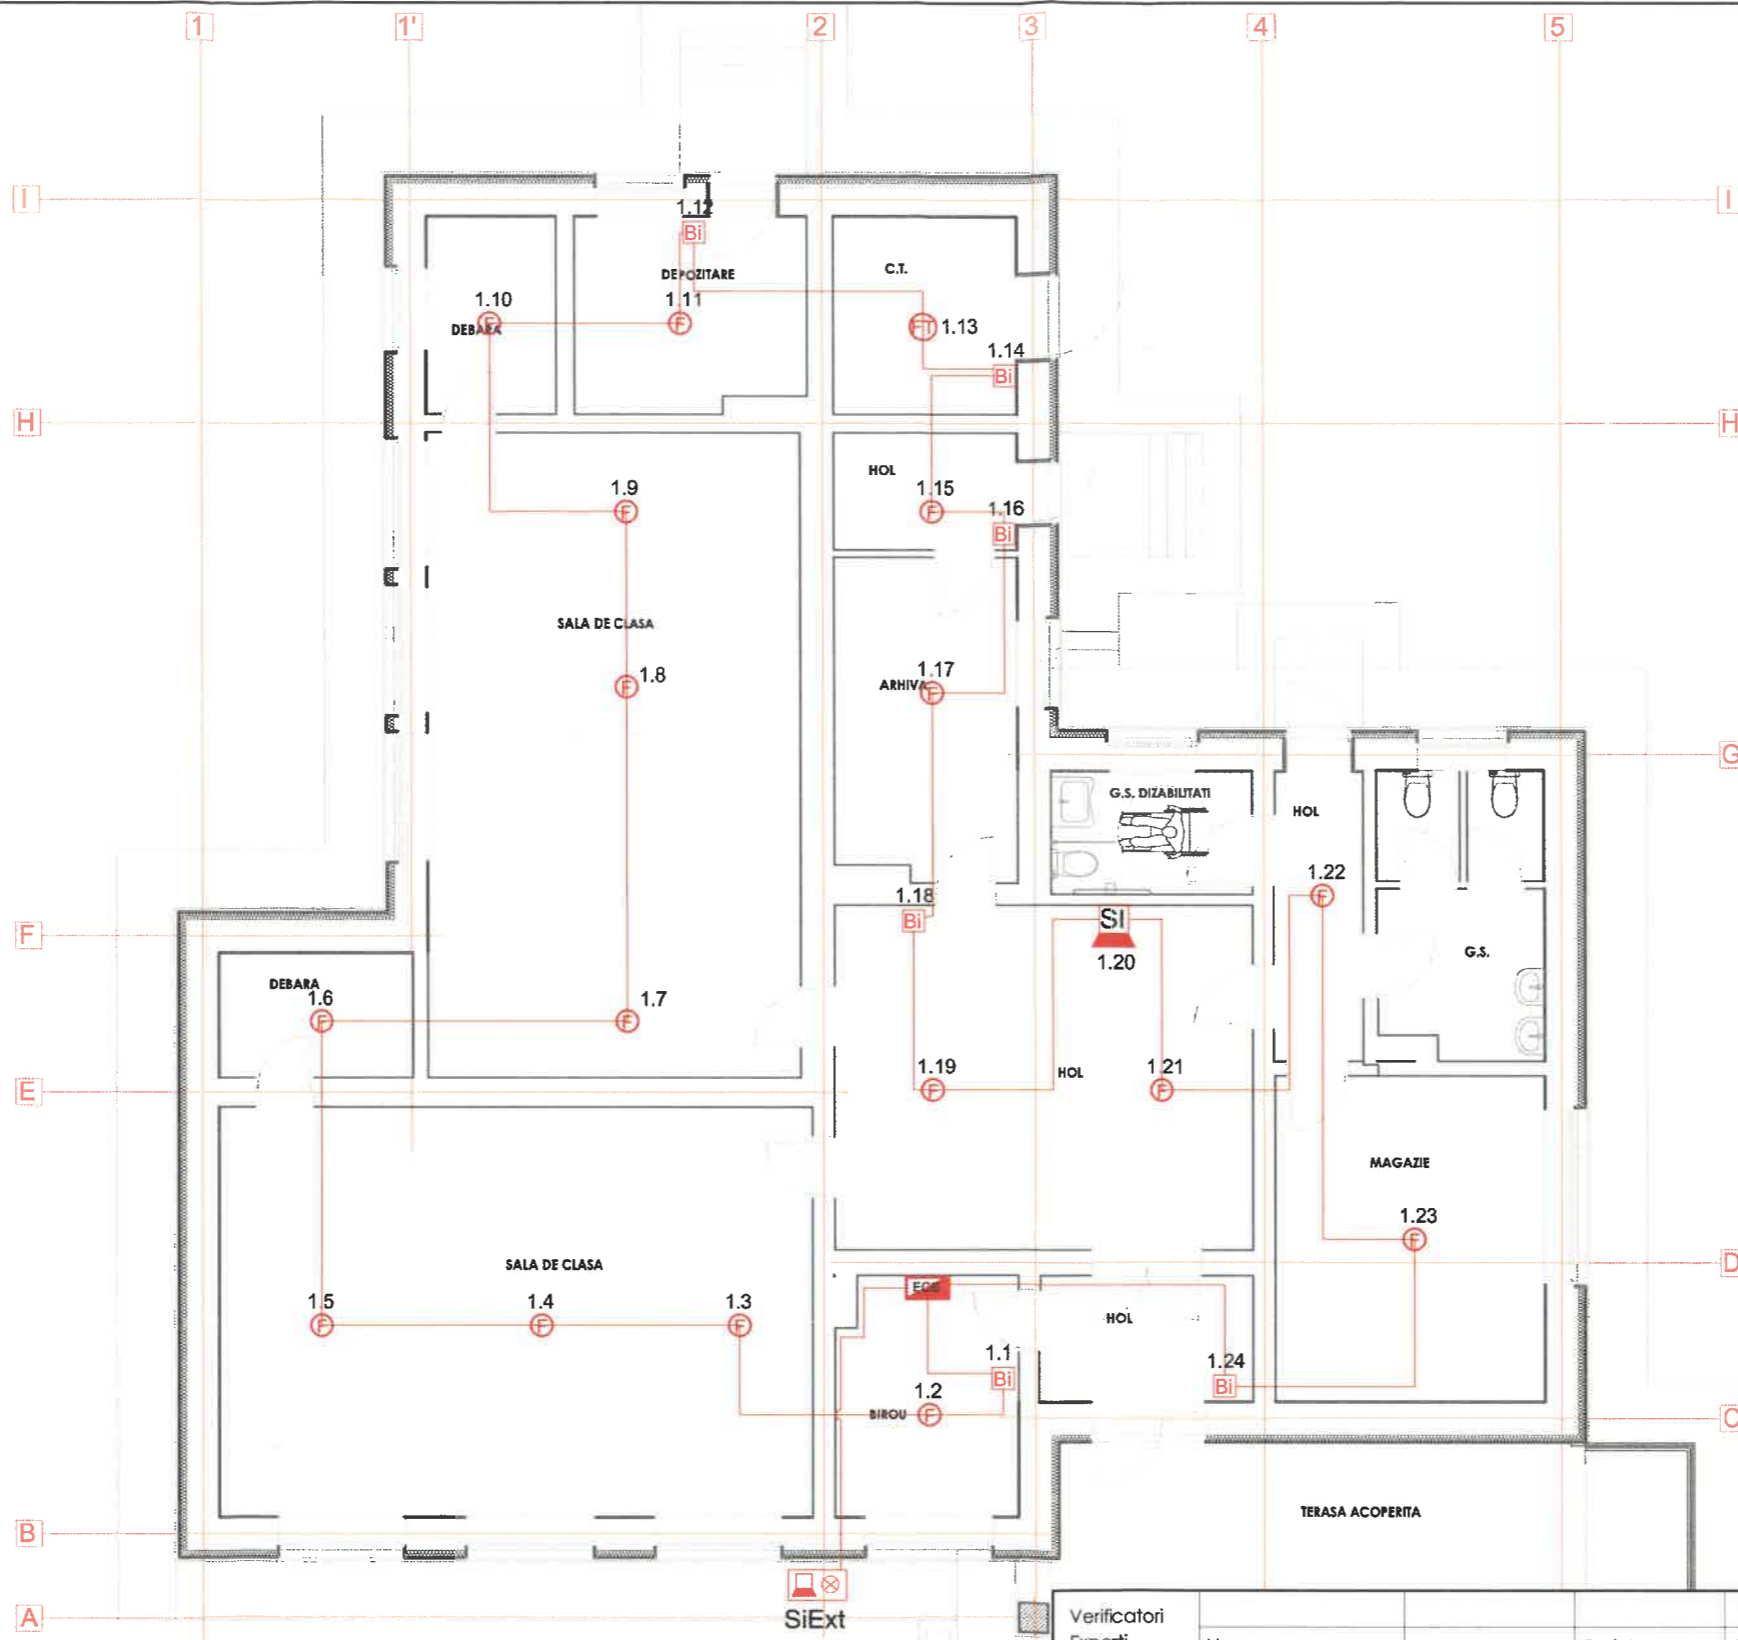 1 1' 2 3 4 5
I I
1.12
Bi
DEPOZITARE
C.T.
1.10
1.11
F
F
FT
1.13
DEBARA
1.14
Bi
H H
HOL
1.9
F
1.15
F
1.16
Bi
SALA DE CLASA
1.8
F
1.17
ARHIVA
F
G
G.S. DIZABILITATI
HOL
1.22
F
1.18
Bi
SI
1.20
F
G.S.
DEBARA
1.6
F
1.7
F
1.19
F
HOL
1.21
F
E
MAGAZIE
1.23
F
SALA DE CLASA
D
ECS
1.5
F
1.4
F
1.3
F
HOL
1.1
Bi
1.24
Bi
1.2
BIROU
F
C
TERASA ACOPERITA
B
SiExt
A
Verificatori